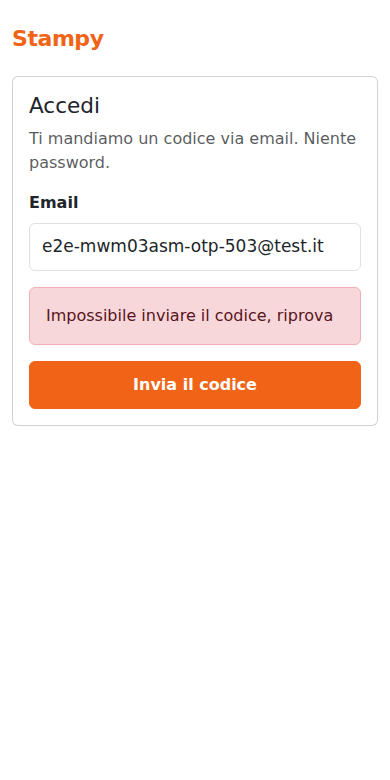 Stampy
Accedi
Ti mandiamo un codice via email. Niente
password.
Email
e2e-mwm03asm-otp-503@test.it
Impossibile inviare il codice, riprova
Invia il codice